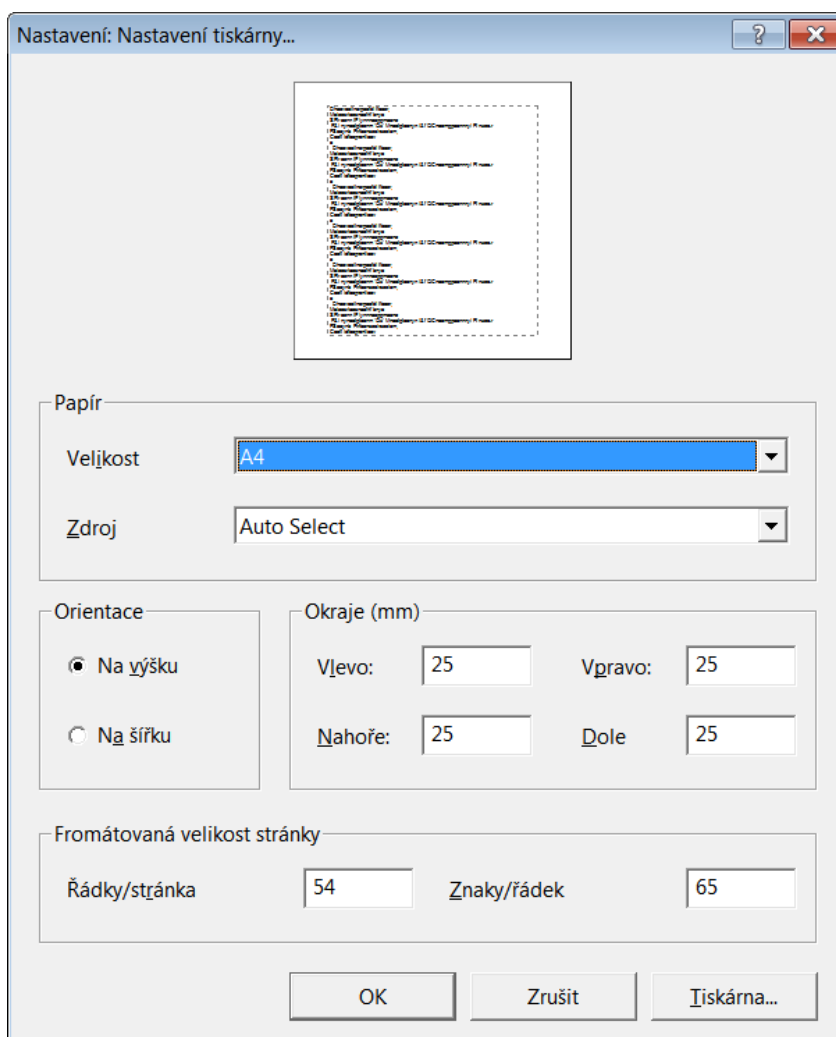 Nastavení: Nastavení tiskárny...
Papír
Velikost A4
Zdroj Auto Select
Orientace
Na výšku
Na šířku
Okraje (mm)
Vlevo: 25 Vpravo: 25
Nahoře: 25 Dole 25
Fromátovaná velikost stránky
Řádky/stránka 54 Znaky/řádek 65
OK Zrušit Tiskárna...